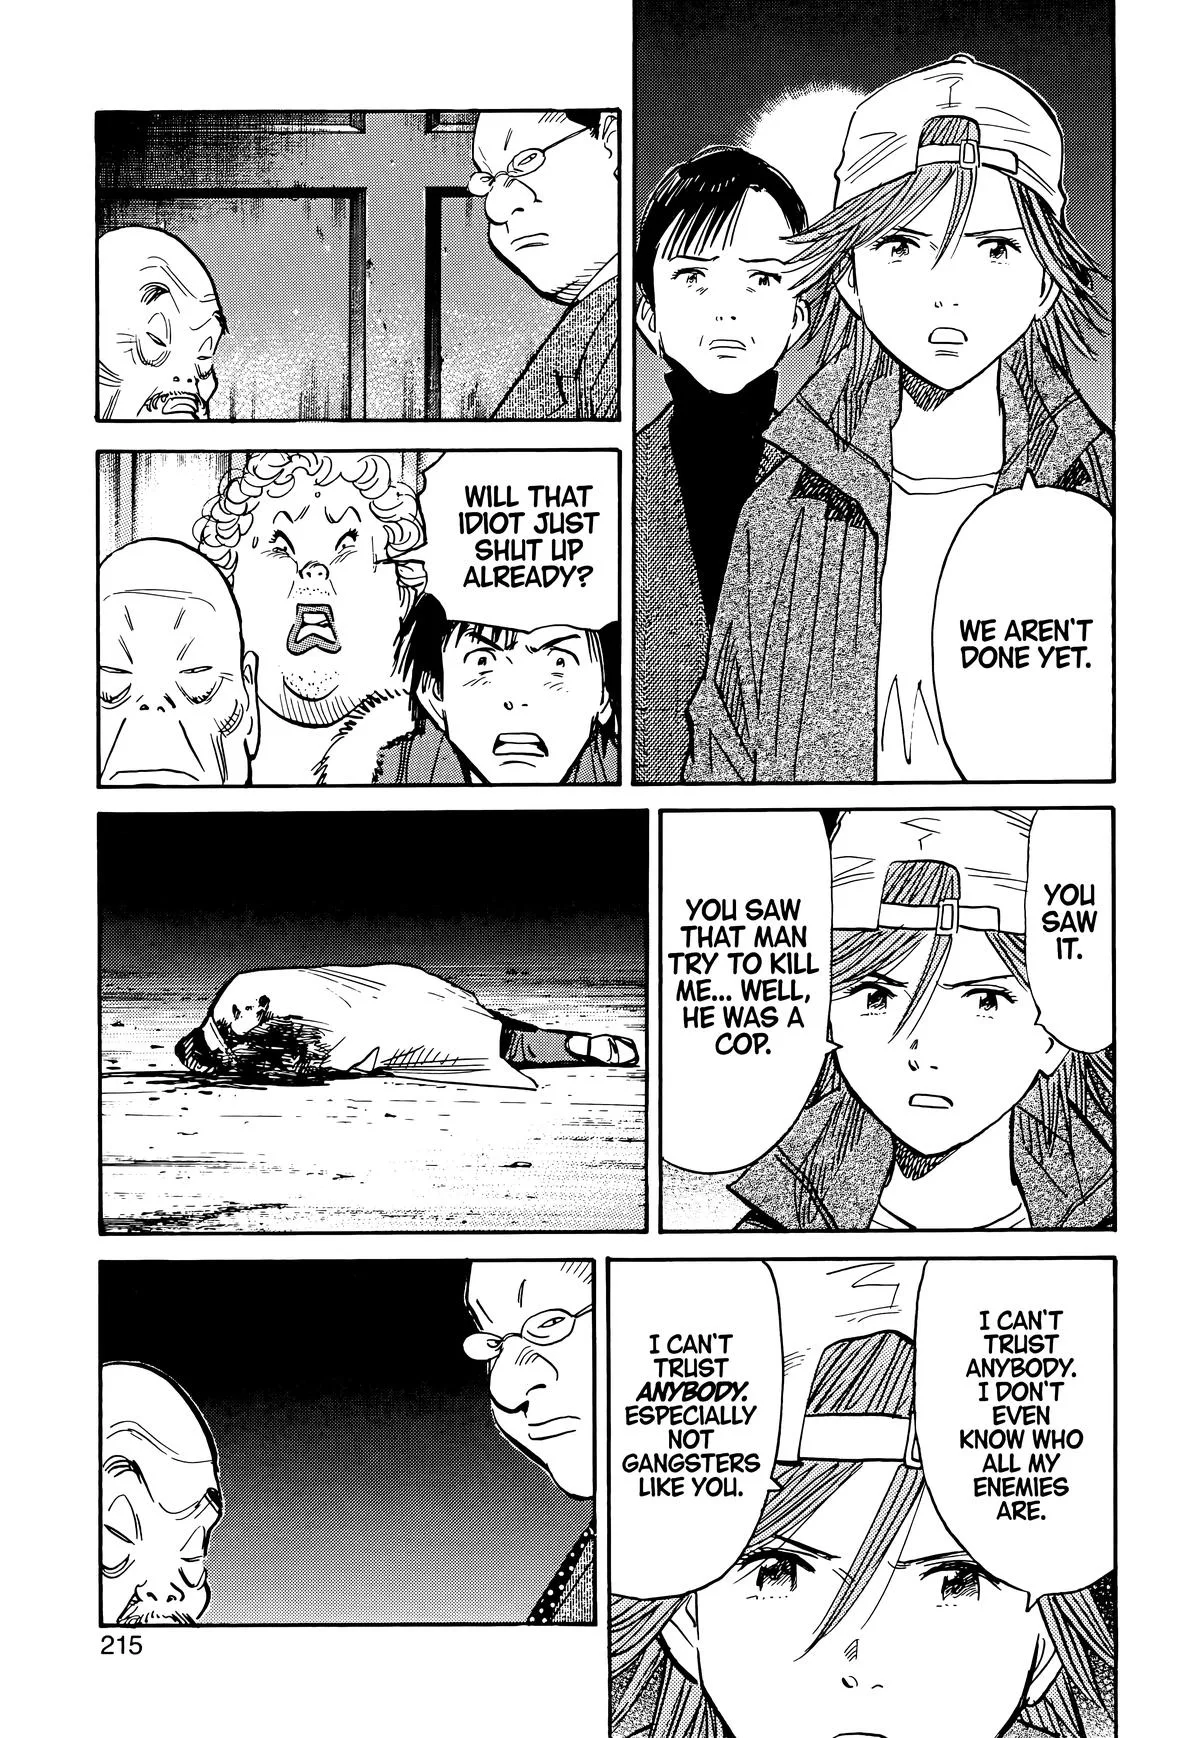 WE AREN'T
DONE YET.
WILL THAT
IDIOT JUST
SHUT UP
ALREADY?
YOU
SAW
IT.
YOU SAW
THAT MAN
TRY TO KILL
ME... WELL,
HE WAS A
COP.
I CAN'T
TRUST
ANYBODY.
I DON'T
EVEN
KNOW WHO
ALL MY
ENEMIES
ARE.
I CAN'T
TRUST
ANYBODY.
ESPECIALLY
NOT
GANGSTERS
LIKE YOU.
215